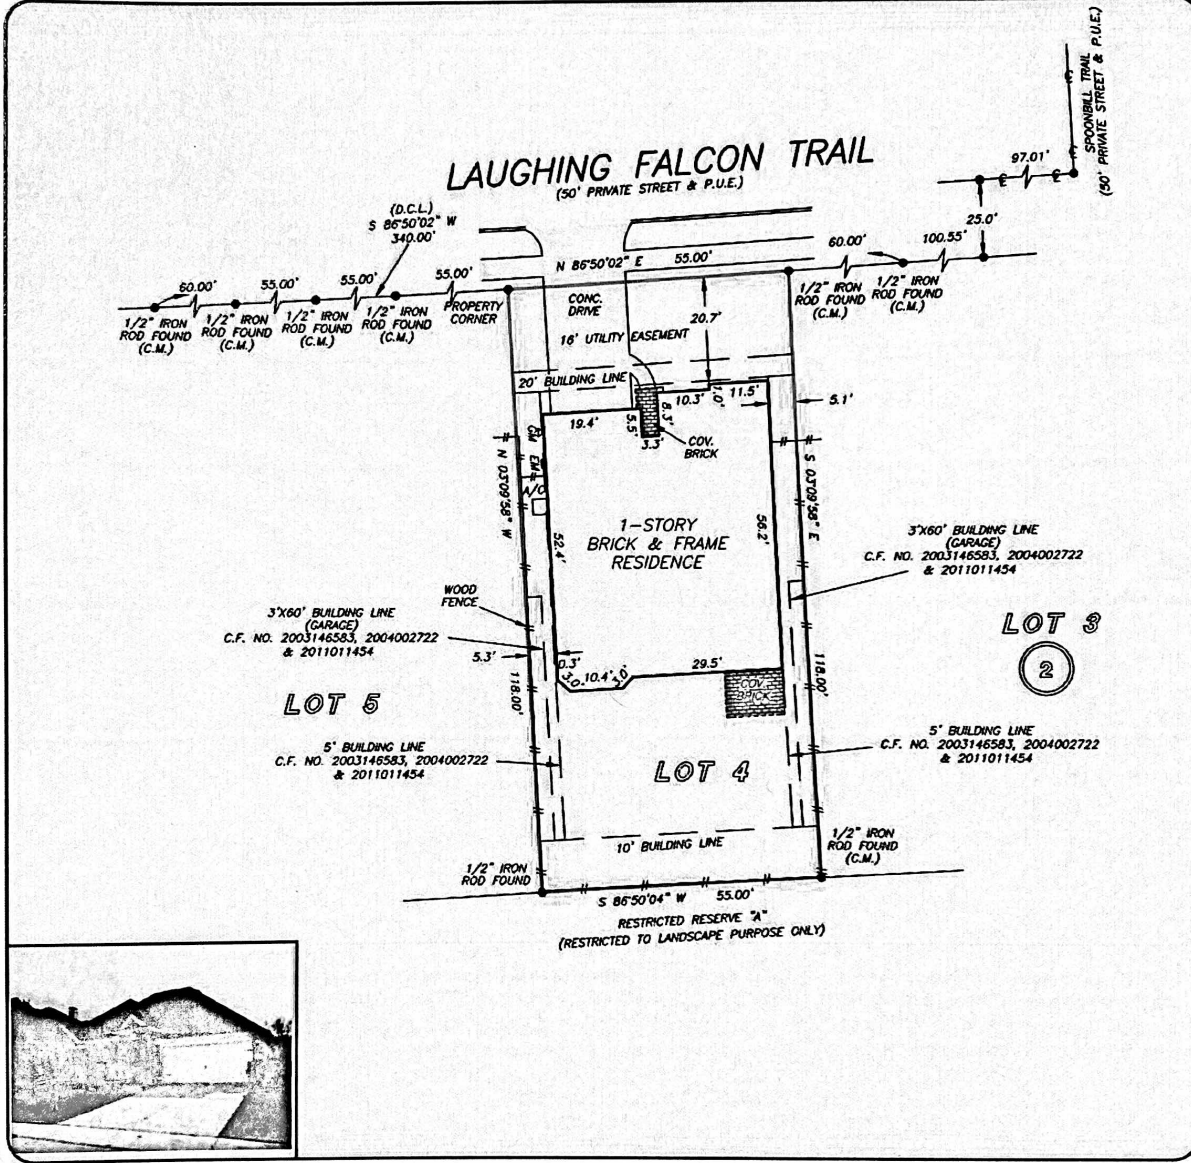 SPOONBILL TRAIL
(50' PRIVATE STREET & P.U.E.)
LAUGHING FALCON TRAIL
(50' PRIVATE STREET & P.U.E.)
97.01'
25.0'
(D.C.L.)
S 86°50'02" W
340.00'
60.00'
55.00'
55.00'
55.00'
N 86°50'02" E 55.00'
60.00'
100.55'
1/2" IRON
ROD FOUND
(C.M.)
1/2" IRON
ROD FOUND
(C.M.)
1/2" IRON
ROD FOUND
(C.M.)
1/2" IRON
ROD FOUND
(C.M.)
PROPERTY
CORNER
CONC.
DRIVE
16' UTILITY EASEMENT
20.7'
1/2" IRON
ROD FOUND
(C.M.)
1/2" IRON
ROD FOUND
(C.M.)
20' BUILDING LINE
10.3'
1.0'
11.5'
5.1'
19.4'
5.5'
8.3'
3.3'
COV.
BRICK
GM
EM
A/C
N 03°09'58" W
S 03°09'58" E
52.4'
56.2'
1-STORY
BRICK & FRAME
RESIDENCE
WOOD
FENCE
3'X60' BUILDING LINE
(GARAGE)
C.F. NO. 2003146583, 2004002722
& 2011011454
3'X60' BUILDING LINE
(GARAGE)
C.F. NO. 2003146583, 2004002722
& 2011011454
LOT 3
2
5.3'
0.3'
3.0'
10.4'
3.0'
29.5'
COV.
BRICK
118.00'
118.00'
LOT 5
LOT 4
5' BUILDING LINE
C.F. NO. 2003146583, 2004002722
& 2011011454
5' BUILDING LINE
C.F. NO. 2003146583, 2004002722
& 2011011454
10' BUILDING LINE
1/2" IRON
ROD FOUND
1/2" IRON
ROD FOUND
(C.M.)
S 86°50'04" W 55.00'
RESTRICTED RESERVE "A"
(RESTRICTED TO LANDSCAPE PURPOSE ONLY)